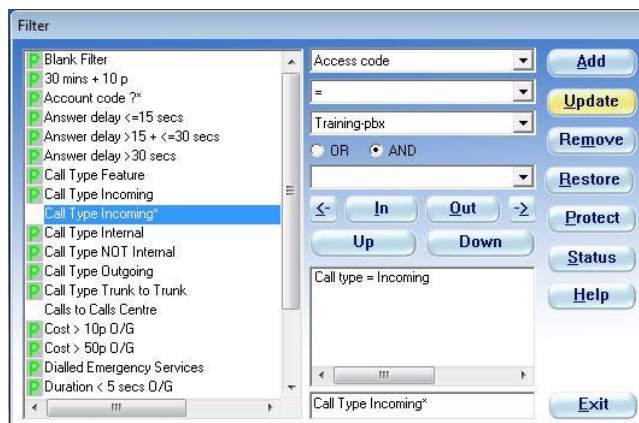 Filter
P Blank Filter
P 30 mins + 10 p
P Account code ?*
P Answer delay <=15 secs
P Answer delay >15 + <=30 secs
P Answer delay >30 secs
P Call Type Feature
P Call Type Incoming
Call Type Incoming*
P Call Type Internal
P Call Type NOT Internal
P Call Type Outgoing
P Call Type Trunk to Trunk
Calls to Calls Centre
P Cost > 10p O/G
P Cost > 50p O/G
P Dialled Emergency Services
P Duration < 5 secs O/G
Access code
=
Training-pbx
OR AND
<- In Out ->
Up Down
Call type = Incoming
Call Type Incoming*
Add
Update
Remove
Restore
Protect
Status
Help
Exit